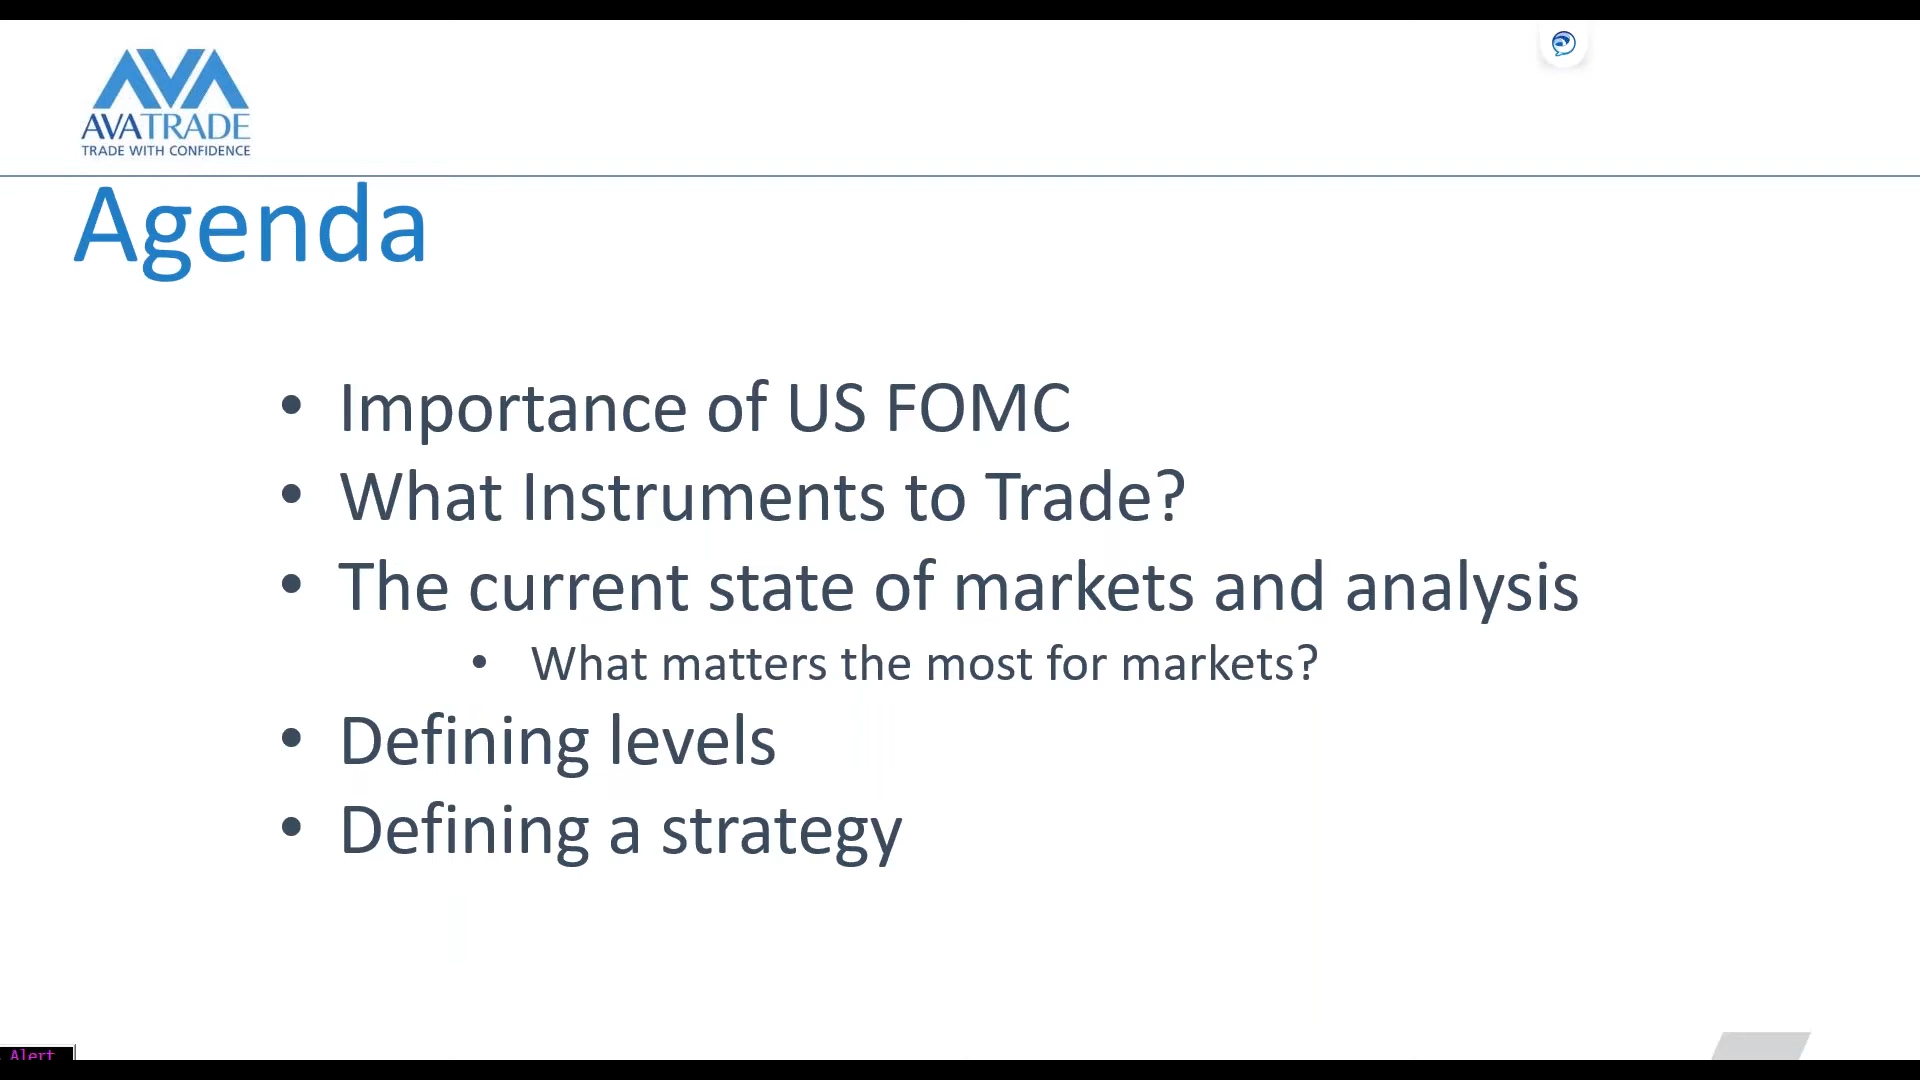 AVATRADE
TRADE WITH CONFIDENCE
Agenda
• Importance of US FOMC
• What Instruments to Trade?
• The current state of markets and analysis
• What matters the most for markets?
• Defining levels
• Defining a strategy
Alert